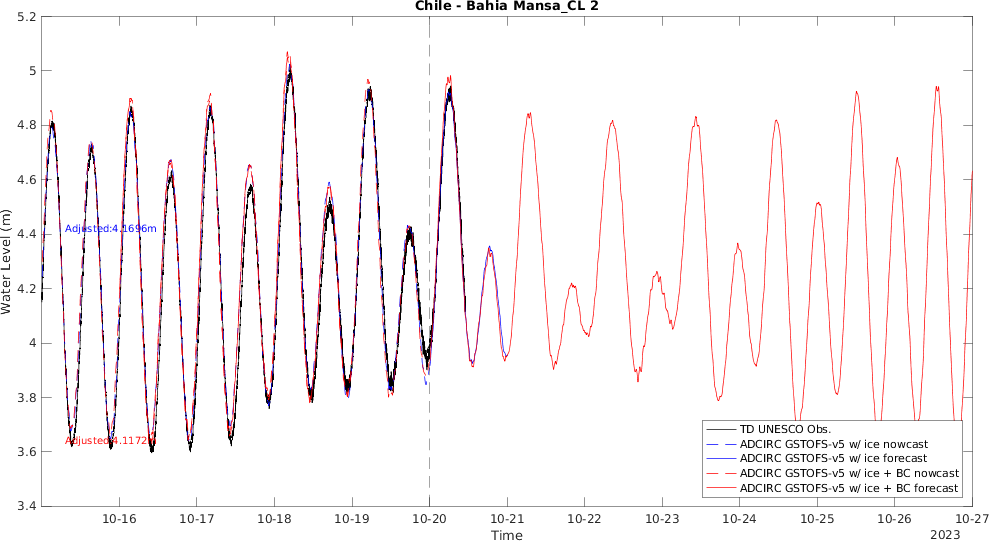 Chile - Bahia Mansa_CL 2
5.2
5
4.8
4.6
4.4
4.2
4
3.8
3.6
3.4
Water Level (m)
Adjusted:4.1696m
Adjusted:4.1172m
TD UNESCO Obs.
ADCIRC GSTOFS-v5 w/ ice nowcast
ADCIRC GSTOFS-v5 w/ ice forecast
ADCIRC GSTOFS-v5 w/ ice + BC nowcast
ADCIRC GSTOFS-v5 w/ ice + BC forecast
10-16 10-17 10-18 10-19 10-20 10-21 10-22 10-23 10-24 10-25 10-26 10-27
Time
2023